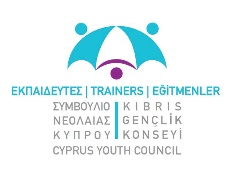 ΕΚΠΑΙΔΕΥΤΕΣ | TRAINERS | EĞİTMENLER
ΣΥΜΒΟΥΛΙΟ | KIBRIS
ΝΕΟΛΑΙΑΣ | GENÇLİK
ΚΥΠΡΟΥ | KONSEYİ
CYPRUS YOUTH COUNCIL